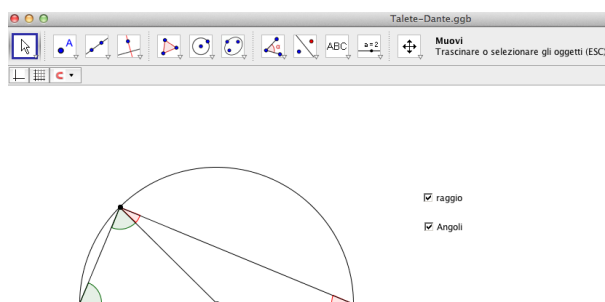 Talete-Dante.ggb
A
α
ABC
a=2
Muovi
Trascinare o selezionare gli oggetti (ESC)
raggio
Angoli